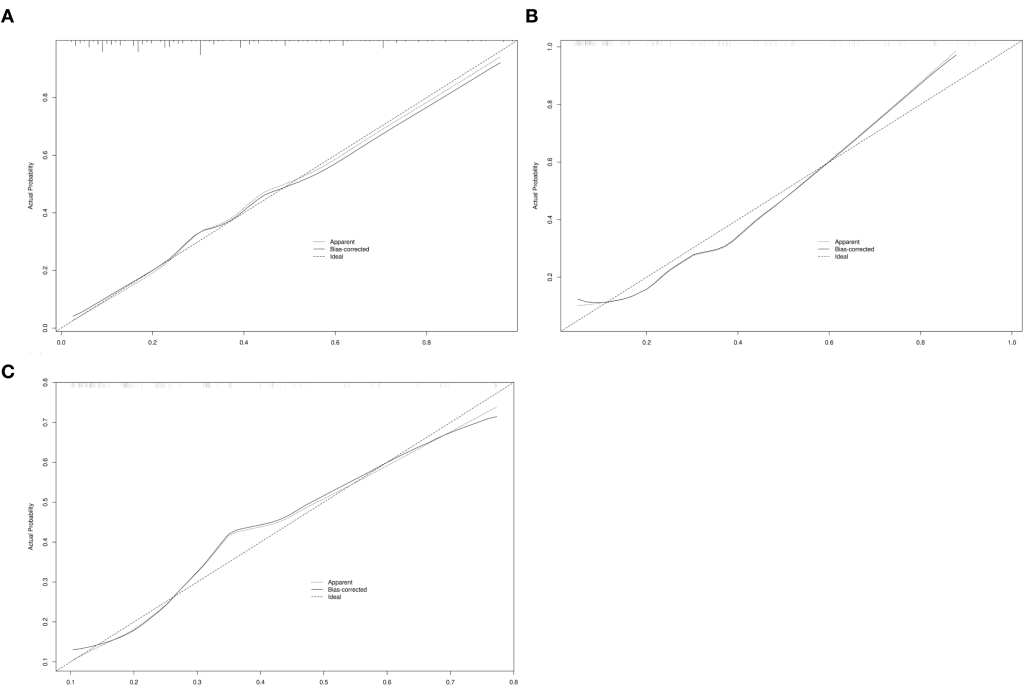 A
Actual Probability
0.0
0.2
0.4
0.6
0.8
Apparent
Bias-corrected
Ideal
0.0 0.2 0.4 0.6 0.8
B
Actual Probability
0.2
0.4
0.6
0.8
1.0
Apparent
Bias-corrected
Ideal
0.2 0.4 0.6 0.8 1.0
C
Actual Probability
0.1
0.2
0.3
0.4
0.5
0.6
0.7
0.8
Apparent
Bias-corrected
Ideal
0.1 0.2 0.3 0.4 0.5 0.6 0.7 0.8